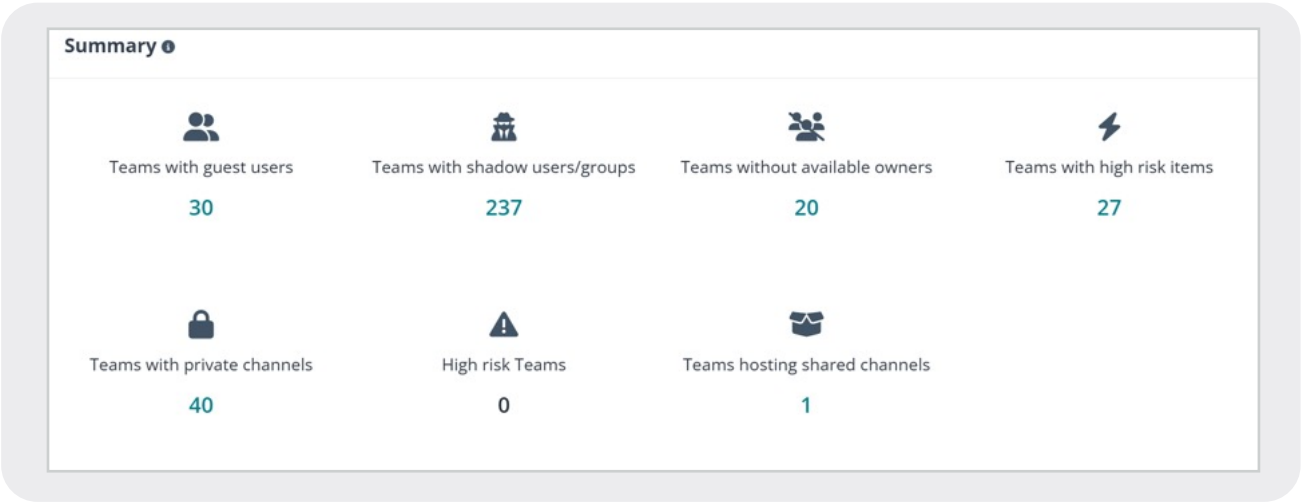 Summary
Teams with guest users
30
Teams with shadow users/groups
237
Teams without available owners
20
Teams with high risk items
27
Teams with private channels
40
High risk Teams
0
Teams hosting shared channels
1